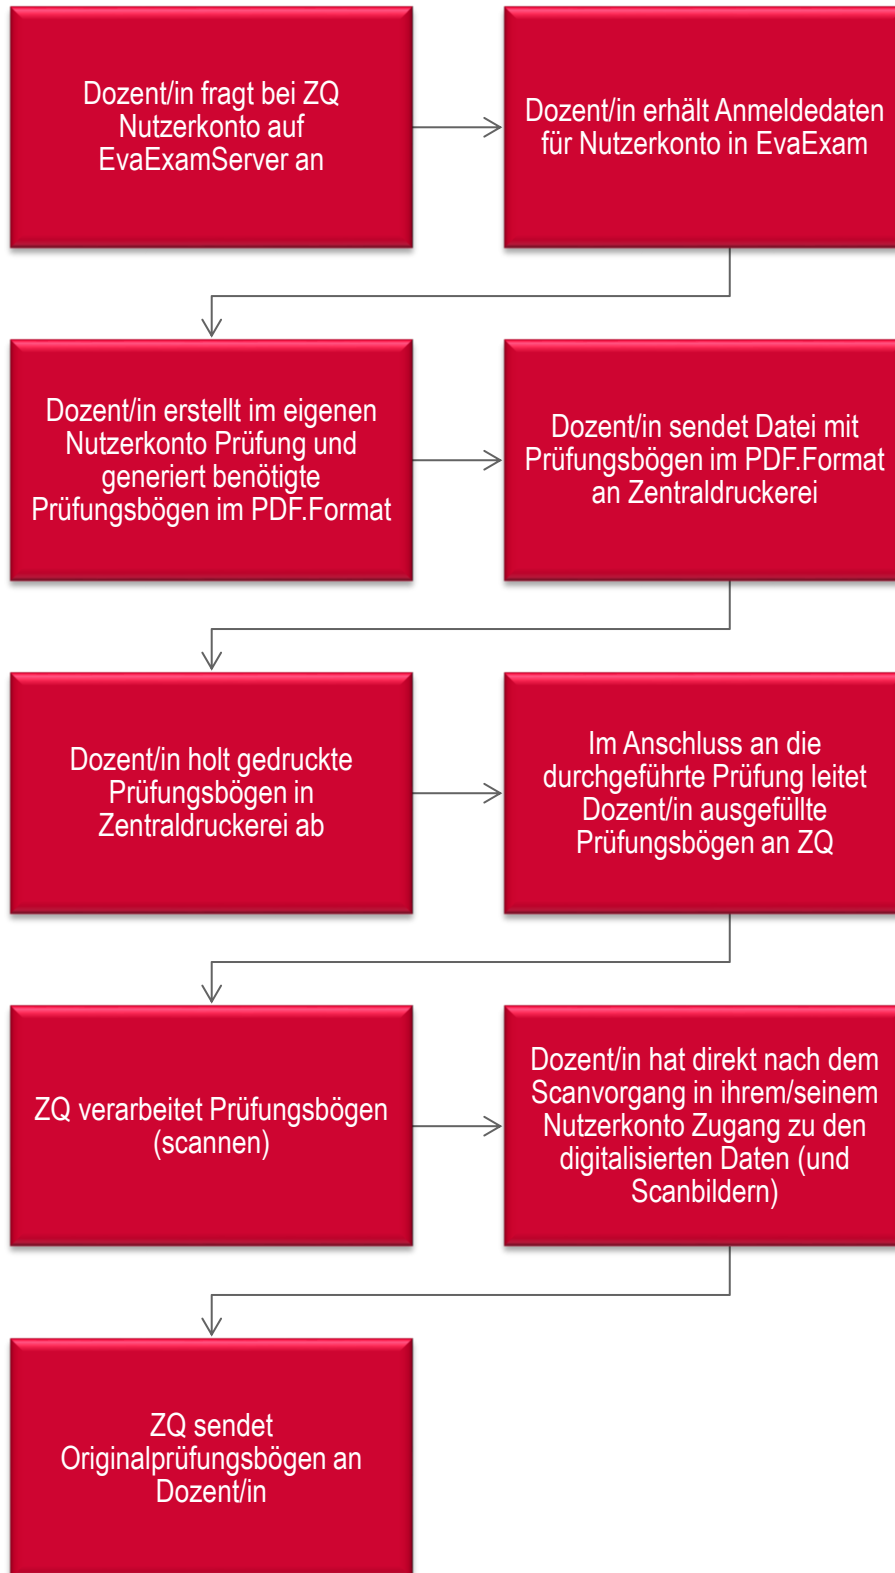 Dozent/in fragt bei ZQ
Nutzerkonto auf
EvaExamServer an
Dozent/in erhält Anmeldedaten
für Nutzerkonto in EvaExam
Dozent/in erstellt im eigenen
Nutzerkonto Prüfung und
generiert benötigte
Prüfungsbögen im PDF.Format
Dozent/in sendet Datei mit
Prüfungsbögen im PDF.Format
an Zentraldruckerei
Dozent/in holt gedruckte
Prüfungsbögen in
Zentraldruckerei ab
Im Anschluss an die
durchgeführte Prüfung leitet
Dozent/in ausgefüllte
Prüfungsbögen an ZQ
ZQ verarbeitet Prüfungsbögen
(scannen)
Dozent/in hat direkt nach dem
Scanvorgang in ihrem/seinem
Nutzerkonto Zugang zu den
digitalisierten Daten (und
Scanbildern)
ZQ sendet
Originalprüfungsbögen an
Dozent/in